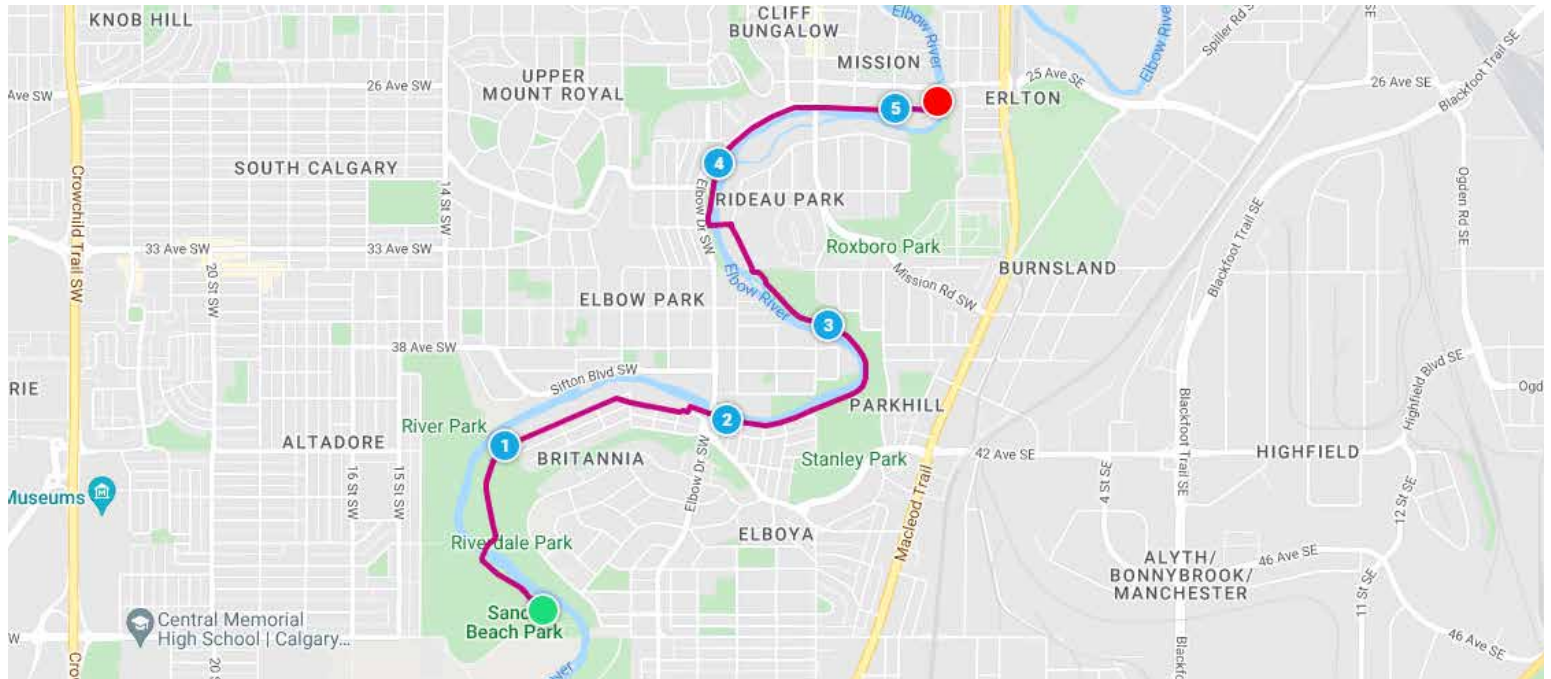 KNOB HILL
CLIFF
BUNGALOW
Elbow River
Spiller Rd
Elbow River
Blackfoot Trail SE
MISSION
UPPER
MOUNT ROYAL
26 Ave SW
Ave SW
25 Ave SE
26 Ave SE
ERLTON
5
4
SOUTH CALGARY
14 St SW
Elbow Dr SW
RIDEAU PARK
Crowchild Trail SW
Ogden Rd SE
33 Ave SW
33 Ave SW
20 St SW
Roxboro Park
Blackfoot Trail SE
BURNSLAND
Mission Rd SW
Elbow River
ELBOW PARK
3
38 Ave SW
Sifton Blvd SW
Highfield Blvd SE
RIE
Ogd
PARKHILL
Blackfoot Trail SE
2
River Park
1
ALTADORE
BRITANNIA
Stanley Park
42 Ave SE
HIGHFIELD
Elbow Dr SW
16 St SW
15 St SW
4 St SE
12 St SE
Museums
Macleod Trail
ELBOYA
Riverdale Park
ALYTH/
BONNYBROOK/
MANCHESTER
46 Ave SE
11 St SE
Central Memorial
High School | Calgary...
Beach Park
W
20
46 Ave SE